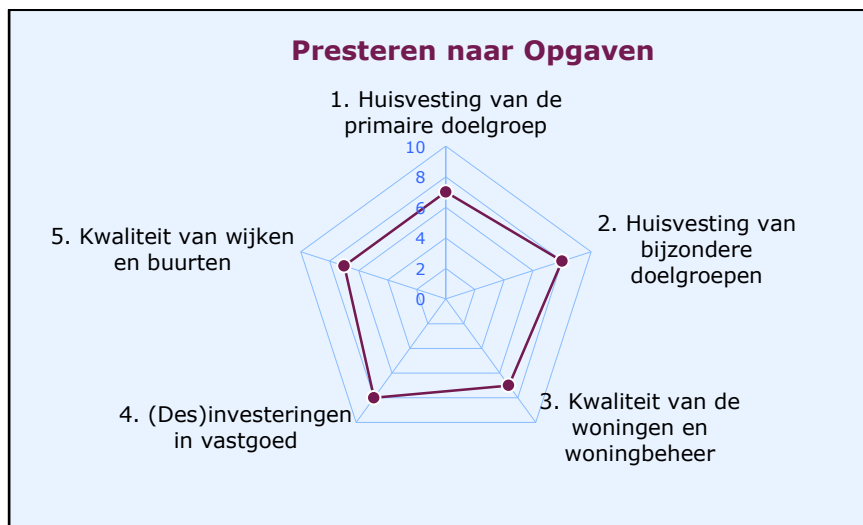 Presteren naar Opgaven
1. Huisvesting van de
primaire doelgroep
10
8
6
4
2
0
2. Huisvesting van
bijzondere
doelgroepen
3. Kwaliteit van de
woningen en
woningbeheer
4. (Des)investeringen
in vastgoed
5. Kwaliteit van wijken
en buurten